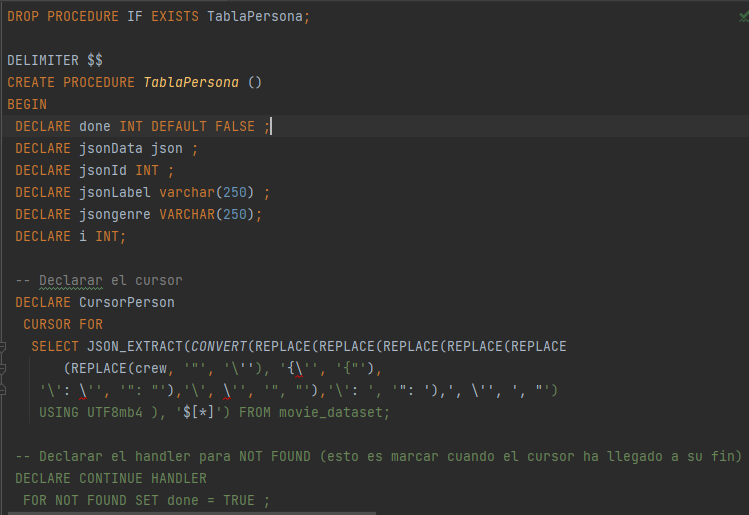 DROP PROCEDURE IF EXISTS TablaPersona;
DELIMITER $$
CREATE PROCEDURE TablaPersona ()
BEGIN
DECLARE done INT DEFAULT FALSE ;
DECLARE jsonData json ;
DECLARE jsonId INT ;
DECLARE jsonLabel varchar(250) ;
DECLARE jsongenre VARCHAR(250);
DECLARE i INT;
-- Declarar el cursor
DECLARE CursorPerson
CURSOR FOR
SELECT JSON_EXTRACT(CONVERT(REPLACE(REPLACE(REPLACE(REPLACE(REPLACE
(REPLACE(crew, '"', '\''), '{\'', '{"'),
'\': \'', '": "'),'\', \'', '", "'),'\': ', '": '),', \'', ', "')
USING UTF8mb4 ), '$[*]') FROM movie_dataset;
-- Declarar el handler para NOT FOUND (esto es marcar cuando el cursor ha llegado a su fin)
DECLARE CONTINUE HANDLER
FOR NOT FOUND SET done = TRUE ;